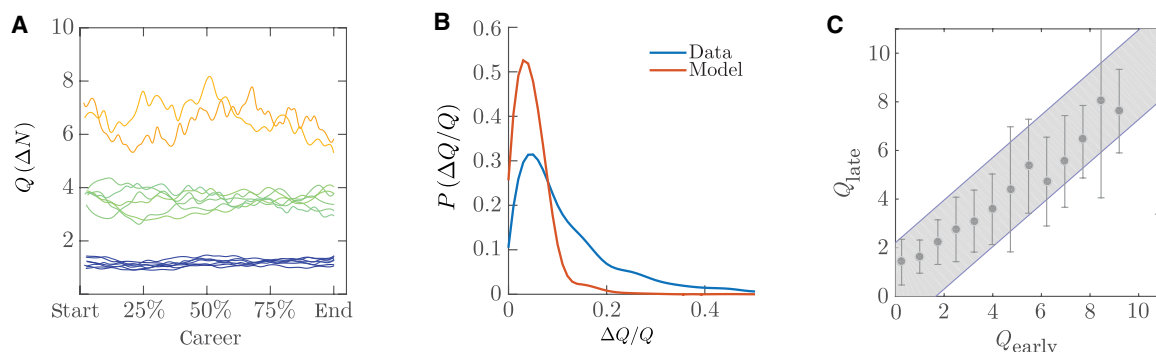 A
10
8
6
4
2
Q (ΔN)
Start 25% 50% 75% End
Career
B
0.6
0.5
0.4
0.3
0.2
0.1
0
P (ΔQ/Q)
Data
Model
0 0.2 0.4
ΔQ/Q
C
10
8
6
4
2
0
Q_late
0 2 4 6 8 10
Q_early